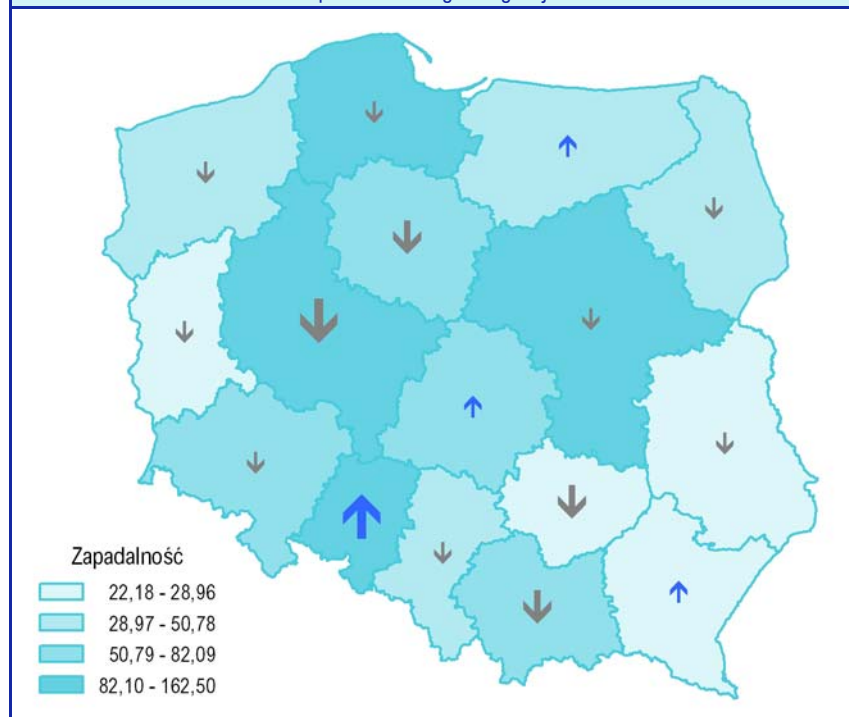 Zapadalność
22,18 - 28,96
28,97 - 50,78
50,79 - 82,09
82,10 - 162,50